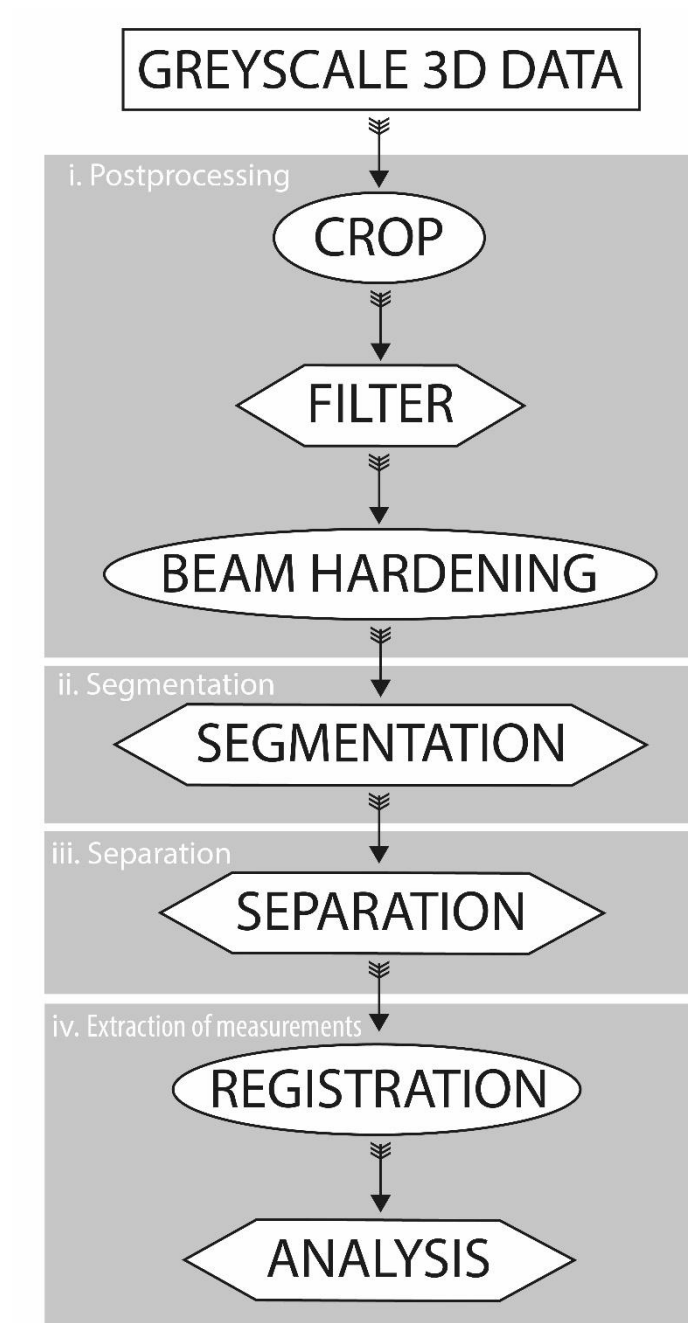 GREYSCALE 3D DATA
i. Postprocessing
CROP
FILTER
BEAM HARDENING
ii. Segmentation
SEGMENTATION
iii. Separation
SEPARATION
iv. Extraction of measurements
REGISTRATION
ANALYSIS